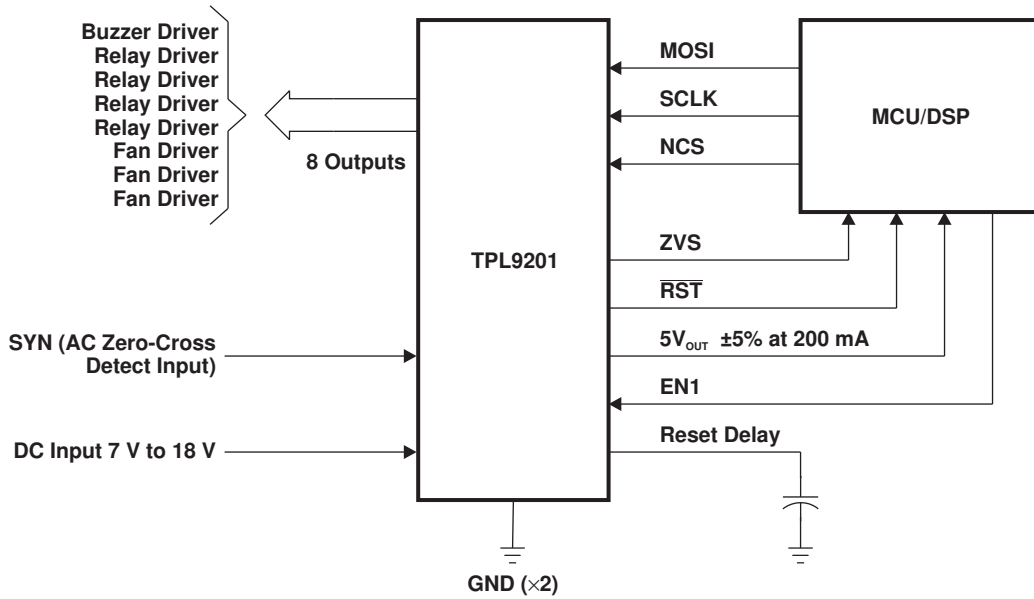 Buzzer Driver
Relay Driver
Relay Driver
Relay Driver
Relay Driver
Fan Driver
Fan Driver
Fan Driver
8 Outputs
SYN (AC Zero-Cross
Detect Input)
DC Input 7 V to 18 V
TPL9201
GND (×2)
MOSI
SCLK
NCS
ZVS
RST
5VOUT ±5% at 200 mA
EN1
Reset Delay
MCU/DSP